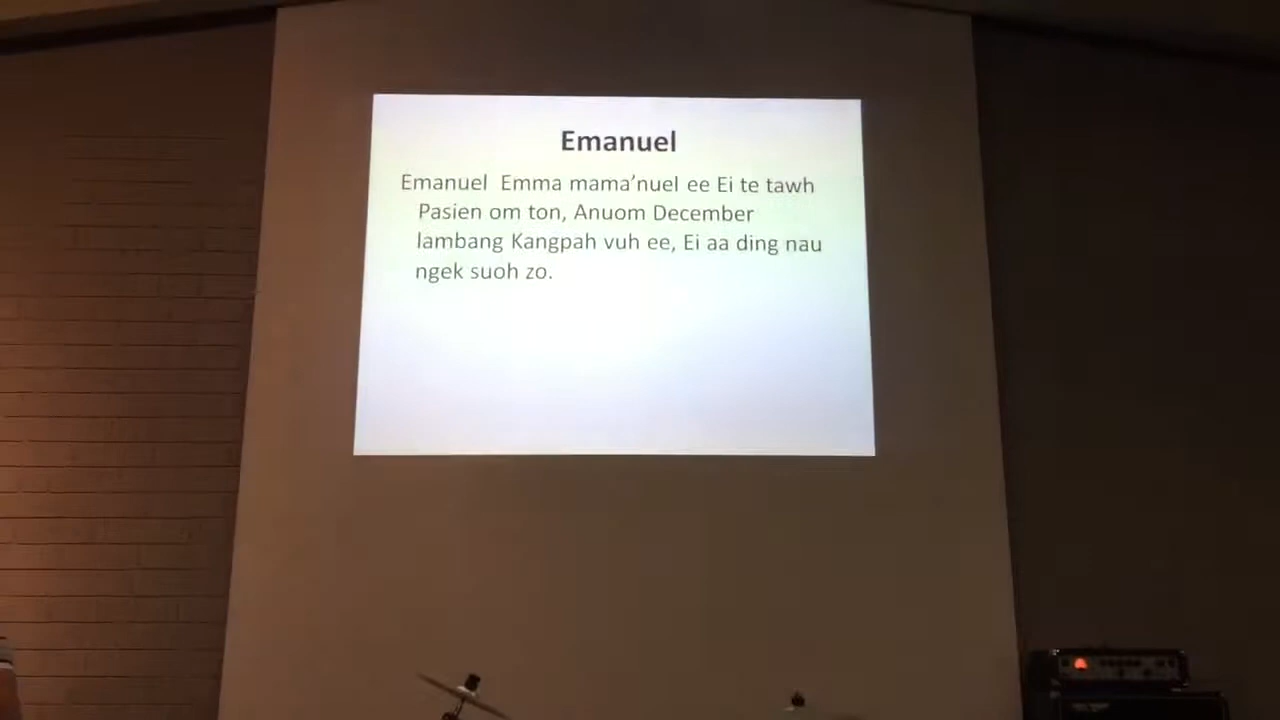 Emanuel
Emanuel  Emma mama’nuel ee Ei te tawh
Pasien om ton, Anuom December
lambang Kangpah vuh ee, Ei aa ding nau
ngek suoh zo.